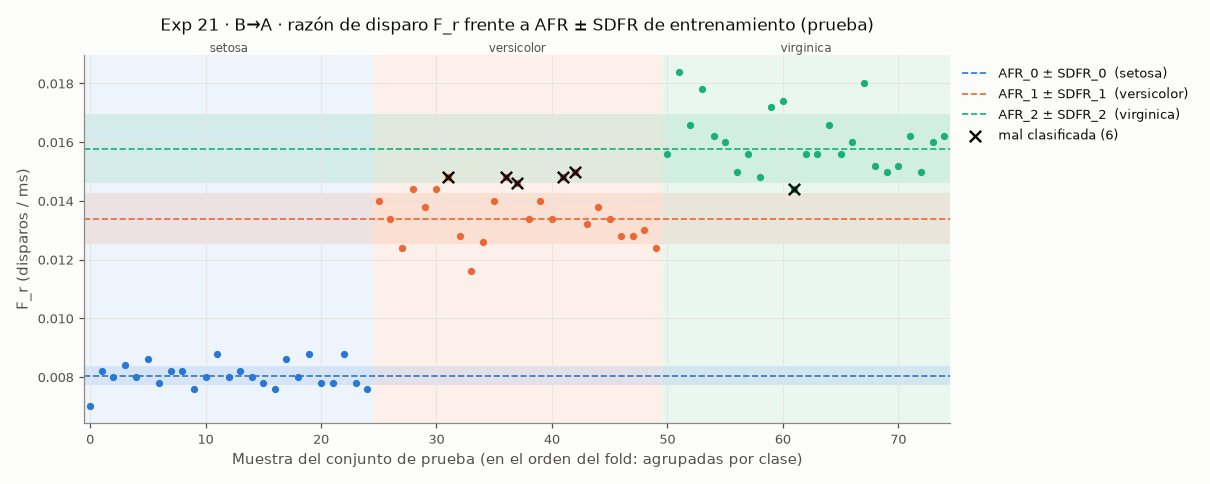 Exp 21 · B→A · razón de disparo F_r frente a AFR ± SDFR de entrenamiento (prueba)
setosa
versicolor
virginica
AFR_0 ± SDFR_0 (setosa)
AFR_1 ± SDFR_1 (versicolor)
AFR_2 ± SDFR_2 (virginica)
mal clasificada (6)
F_r (disparos / ms)
0.018
0.016
0.014
0.012
0.010
0.008
0 10 20 30 40 50 60 70
Muestra del conjunto de prueba (en el orden del fold: agrupadas por clase)